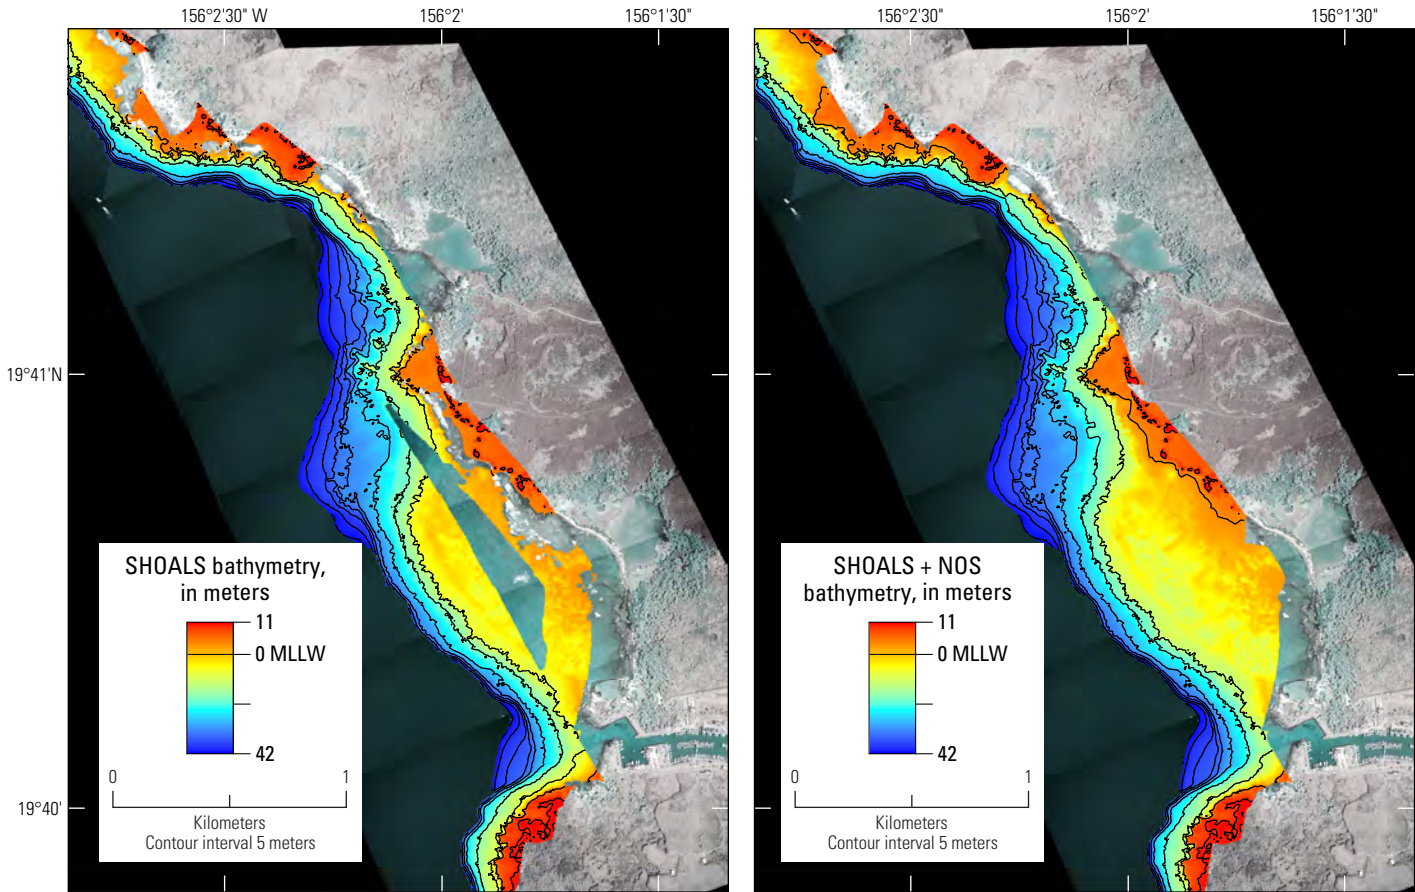 156°2'30" W
156°2'
156°1'30"
156°2'30"
156°2'
156°1'30"
19°41'N
19°40'
SHOALS bathymetry,
in meters
11
0 MLLW
42
0
1
Kilometers
Contour interval 5 meters
SHOALS + NOS
bathymetry, in meters
11
0 MLLW
42
0
1
Kilometers
Contour interval 5 meters